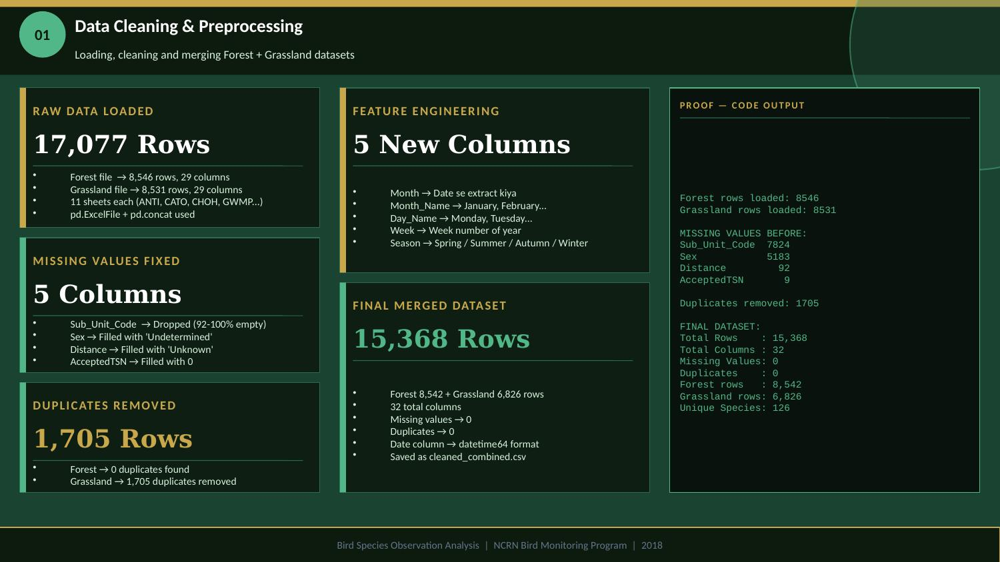 01
Data Cleaning & Preprocessing
Loading, cleaning and merging Forest + Grassland datasets
RAW DATA LOADED
17,077 Rows
• Forest file → 8,546 rows, 29 columns
• Grassland file → 8,531 rows, 29 columns
• 11 sheets each (ANTI, CATO, CHOH, GWMP...)
• pd.ExcelFile + pd.concat used
MISSING VALUES FIXED
5 Columns
• Sub_Unit_Code → Dropped (92-100% empty)
• Sex → Filled with 'Undetermined'
• Distance → Filled with 'Unknown'
• AcceptedTSN → Filled with 0
DUPLICATES REMOVED
1,705 Rows
• Forest → 0 duplicates found
• Grassland → 1,705 duplicates removed
FEATURE ENGINEERING
5 New Columns
• Month → Date se extract kiya
• Month_Name → January, February...
• Day_Name → Monday, Tuesday...
• Week → Week number of year
• Season → Spring / Summer / Autumn / Winter
FINAL MERGED DATASET
15,368 Rows
• Forest 8,542 + Grassland 6,826 rows
• 32 total columns
• Missing values → 0
• Duplicates → 0
• Date column → datetime64 format
• Saved as cleaned_combined.csv
PROOF — CODE OUTPUT
Forest rows loaded: 8546
Grassland rows loaded: 8531
MISSING VALUES BEFORE:
Sub_Unit_Code 7824
Sex 5183
Distance 92
AcceptedTSN 9
Duplicates removed: 1705
FINAL DATASET:
Total Rows : 15,368
Total Columns : 32
Missing Values: 0
Duplicates : 0
Forest rows : 8,542
Grassland rows: 6,826
Unique Species: 126
Bird Species Observation Analysis | NCRN Bird Monitoring Program | 2018